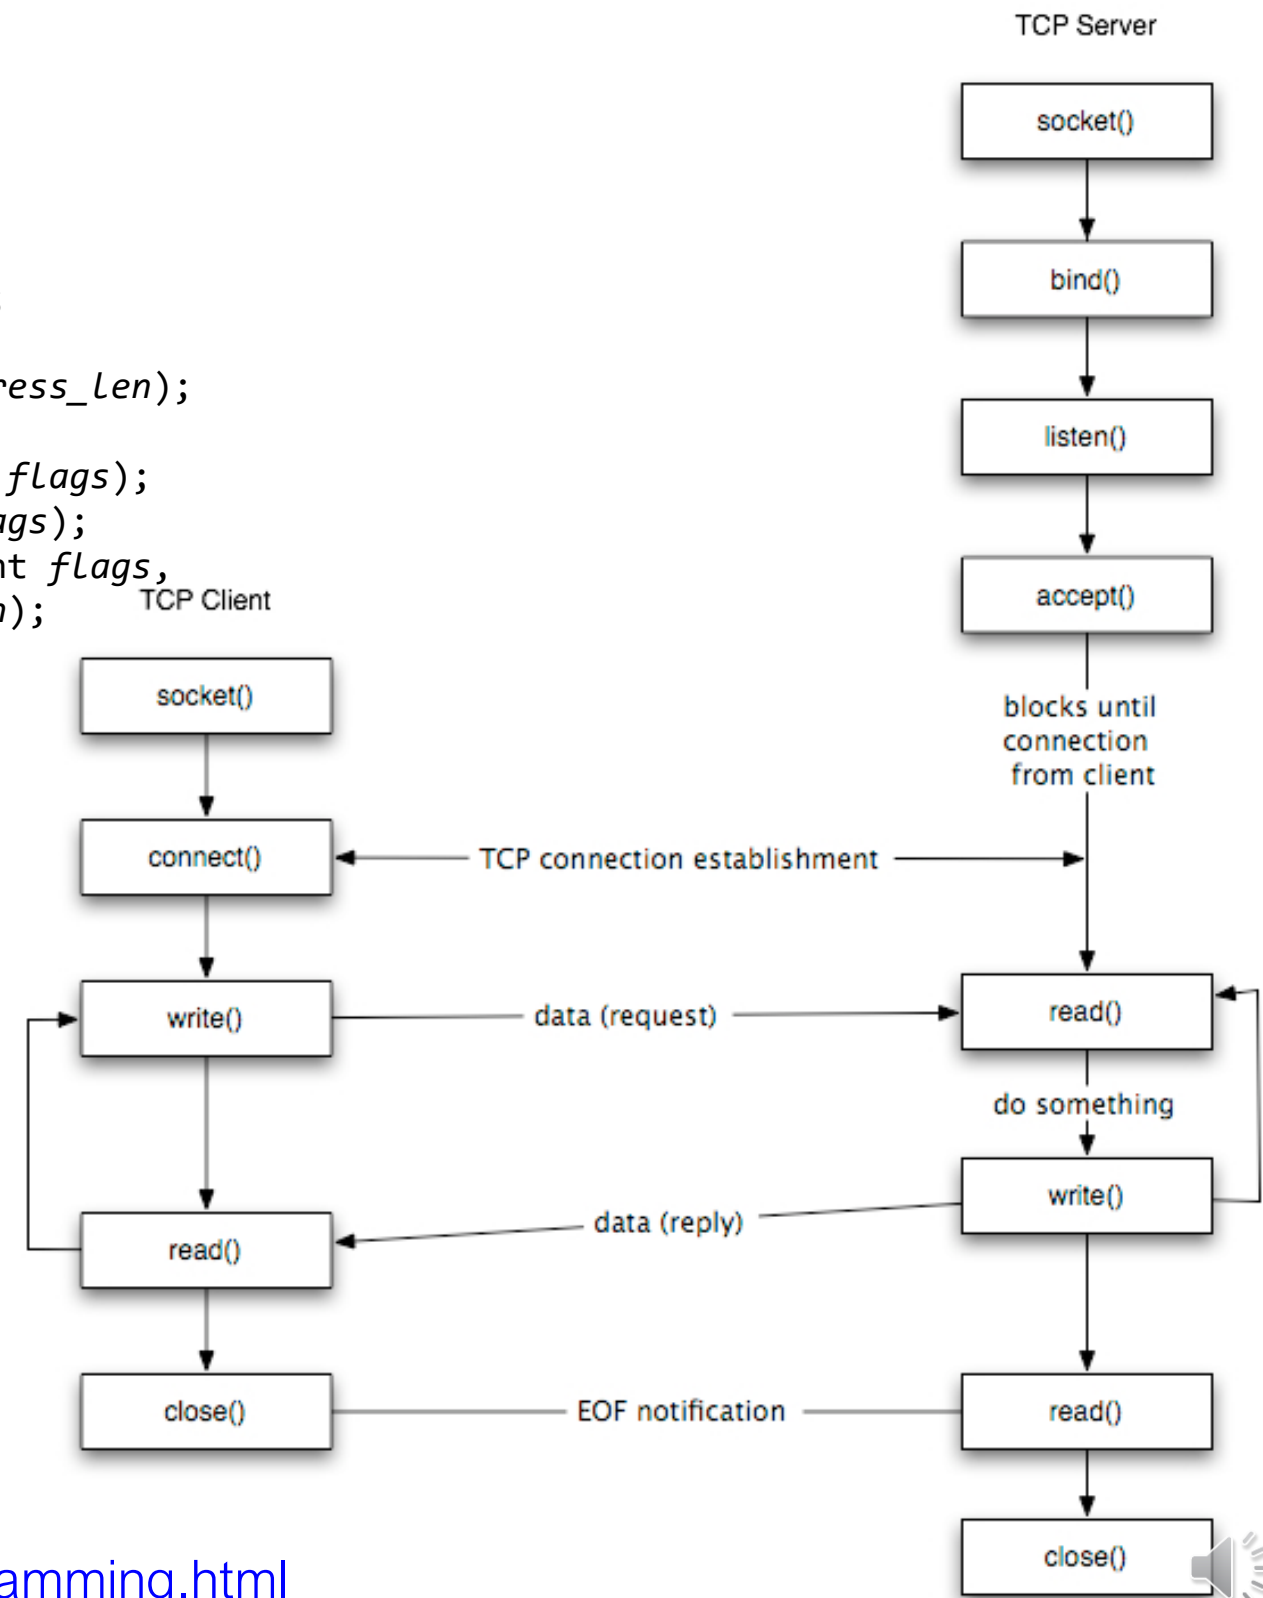 TCP Server
socket()
bind()
listen()
ress_len);
flags);
ags);
nt flags,
n);
accept()
TCP Client
socket()
blocks until
connection
from client
connect()
TCP connection establishment
write()
data (request)
read()
do something
write()
data (reply)
read()
close()
EOF notification
read()
close()
amming.html